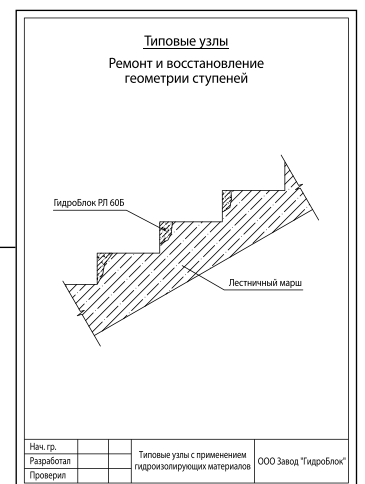 Типовые узлы
Ремонт и восстановление
геометрии ступеней
ГидроБлок РЛ 60Б
Лестничный марш
Нач. гр.
Разработал
Проверил
Типовые узлы с применением
гидроизолирующих материалов
ООО Завод "ГидроБлок"